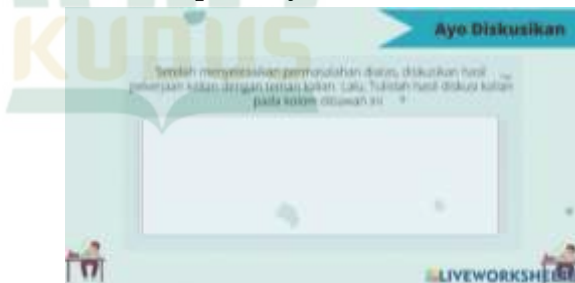 KUDUS
Ayo Diskusikan
Setelah menyelesaikan permasalahan diatas, diskusikan hasil
pekerjaan kalian dengan teman kalian. Lalu, Tuliskan hasil diskusi kalian
pada kolom dibawah ini
LIVEWORKSHEETS